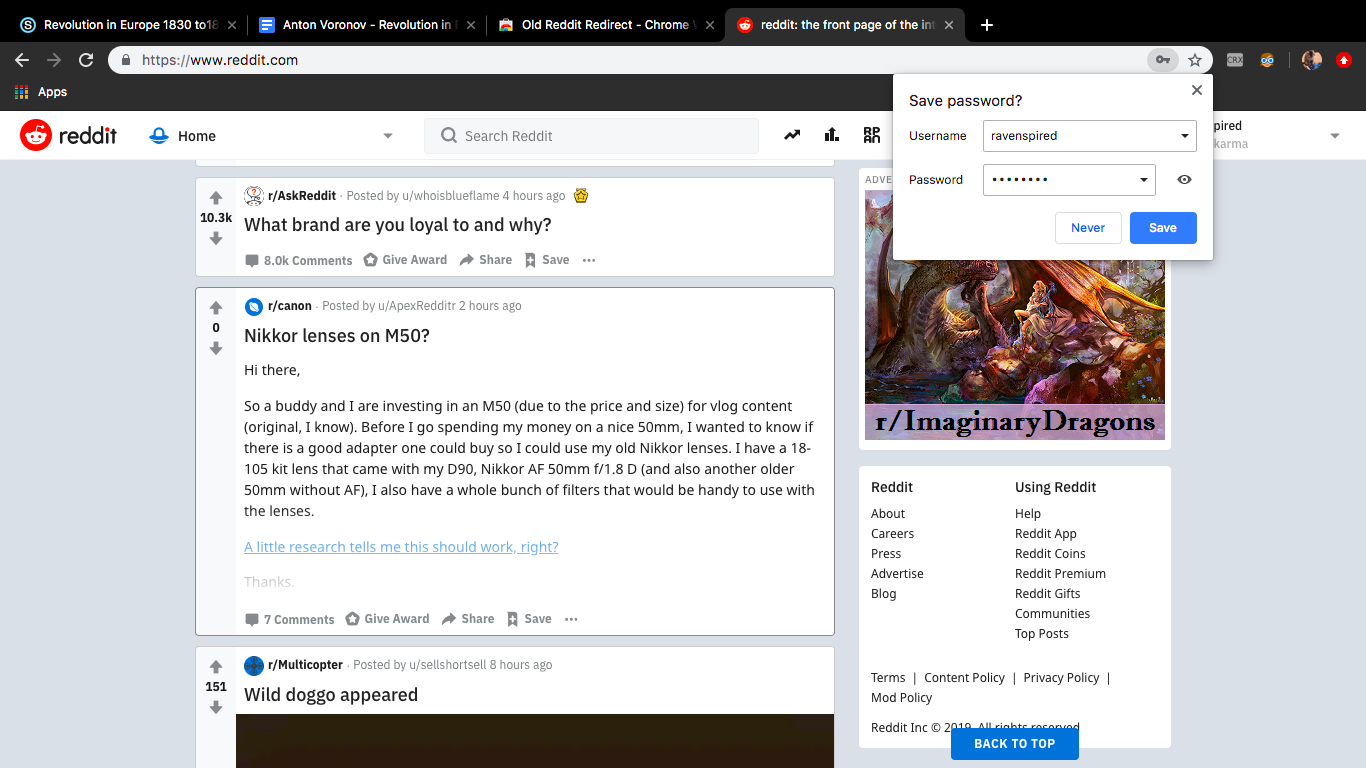 Revolution in Europe 1830 to18
Anton Voronov - Revolution in E
Old Reddit Redirect - Chrome W
reddit: the front page of the int
https://www.reddit.com
CRX
Apps
reddit
Home
Search Reddit
pired
karma
Save password?
Username
ravenspired
Password
••••••••
Never
Save
r/AskReddit · Posted by u/whoisblueflame 4 hours ago
10.3k
What brand are you loyal to and why?
8.0k Comments Give Award Share Save ···
r/canon · Posted by u/ApexRedditr 2 hours ago
0
Nikkor lenses on M50?
Hi there,
So a buddy and I are investing in an M50 (due to the price and size) for vlog content
(original, I know). Before I go spending my money on a nice 50mm, I wanted to know if
there is a good adapter one could buy so I could use my old Nikkor lenses. I have a 18-
105 kit lens that came with my D90, Nikkor AF 50mm f/1.8 D (and also another older
50mm without AF), I also have a whole bunch of filters that would be handy to use with
the lenses.
A little research tells me this should work, right?
Thanks.
7 Comments Give Award Share Save ···
r/Multicopter · Posted by u/sellshortsell 8 hours ago
151
Wild doggo appeared
ADVE
r/ImaginaryDragons
Reddit
About
Careers
Press
Advertise
Blog
Using Reddit
Help
Reddit App
Reddit Coins
Reddit Premium
Reddit Gifts
Communities
Top Posts
Terms | Content Policy | Privacy Policy |
Mod Policy
Reddit Inc © 2019. All rights reserved
BACK TO TOP